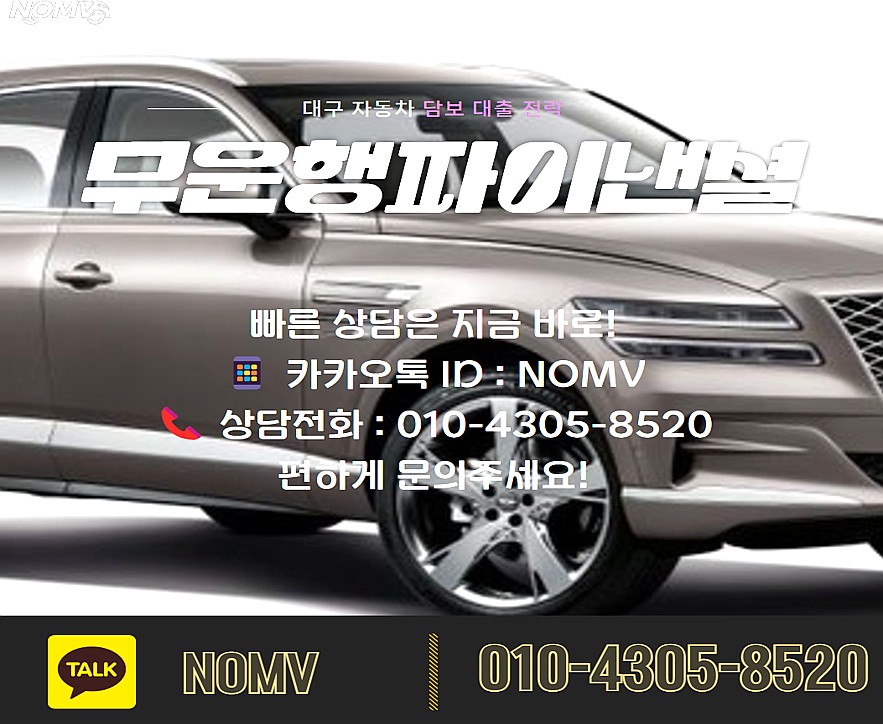 NOMV
대구 자동차 담보 대출 전략
무운행파이낸셜
빠른 상담은 지금 바로!
카카오톡 ID : NOMV
상담전화 : 010-4305-8520
편하게 문의주세요!
TALK
NOMV
010-4305-8520